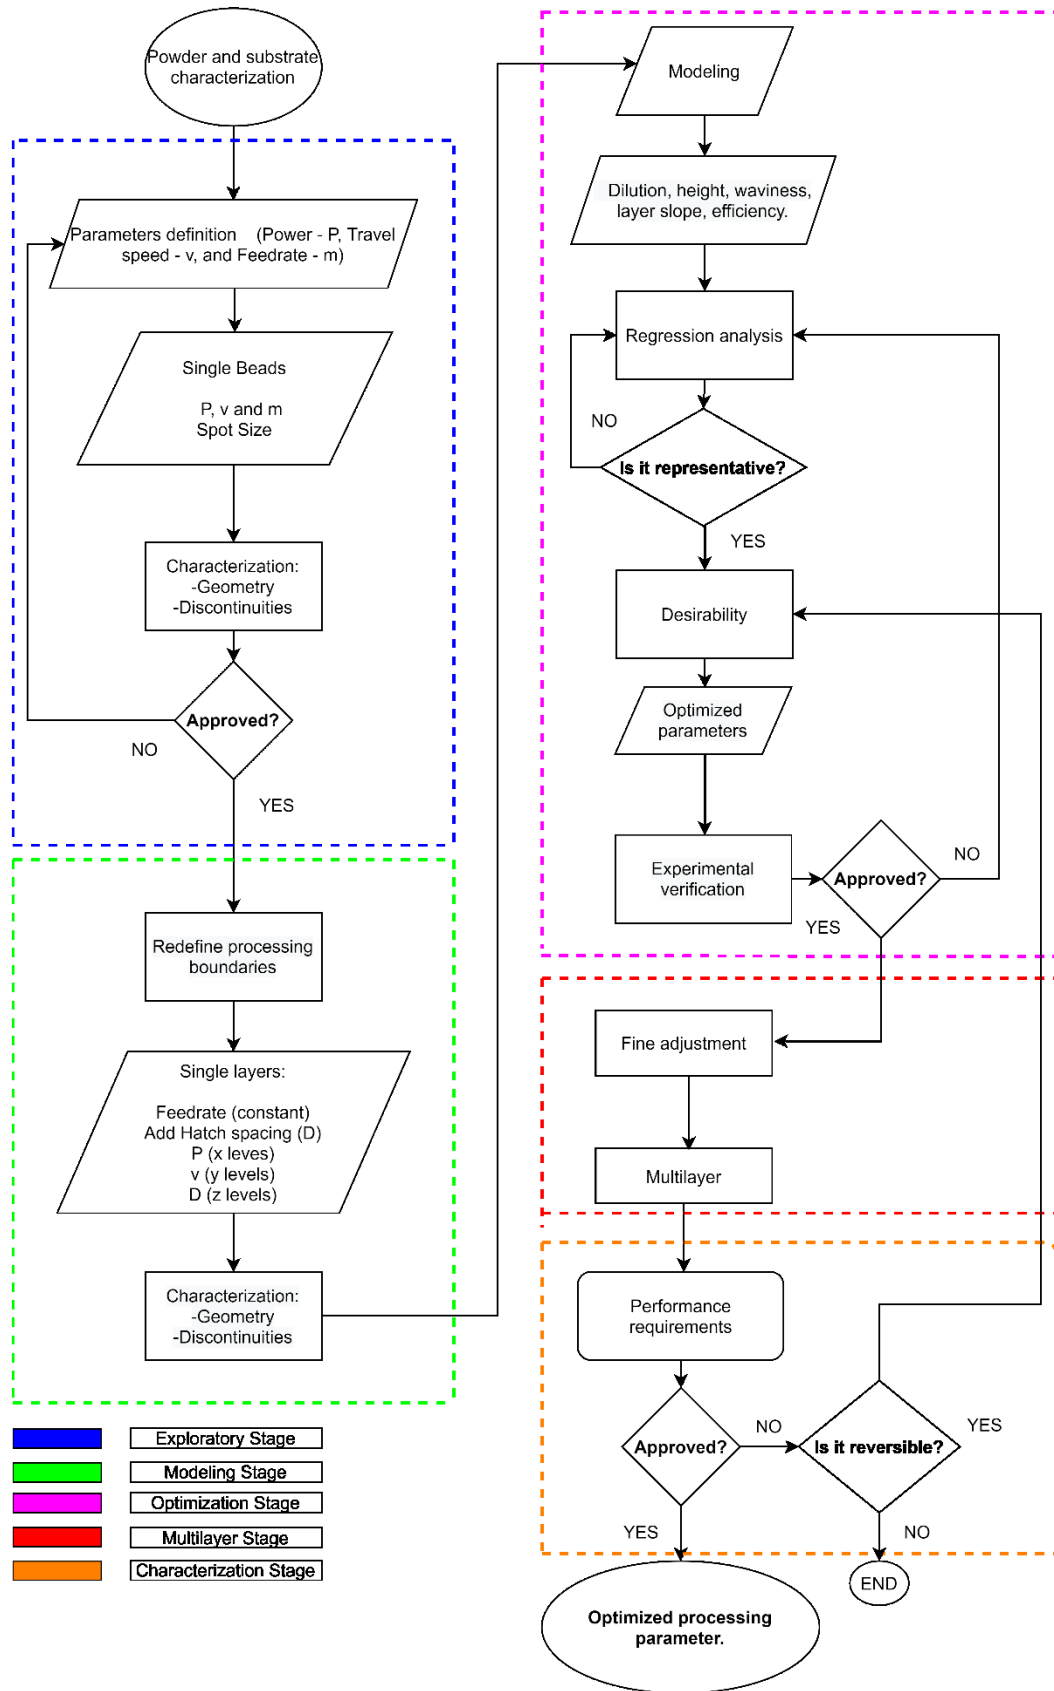 Powder and substrate
characterization
Parameters definition (Power - P, Travel
speed - v, and Feedrate - m)
Single Beads
P, v and m
Spot Size
Characterization:
-Geometry
-Discontinuities
Approved?
NO
YES
Redefine processing
boundaries
Single layers:
Feedrate (constant)
Add Hatch spacing (D)
P (x leves)
v (y levels)
D (z levels)
Characterization:
-Geometry
-Discontinuities
Exploratory Stage
Modeling Stage
Optimization Stage
Multilayer Stage
Characterization Stage
Modeling
Dilution, height, waviness,
layer slope, efficiency.
Regression analysis
NO
Is it representative?
YES
Desirability
Optimized
parameters
Experimental
verification
Approved?
NO
YES
Fine adjustment
Multilayer
Performance
requirements
Approved?
NO
Is it reversible?
YES
YES
NO
END
Optimized processing
parameter.